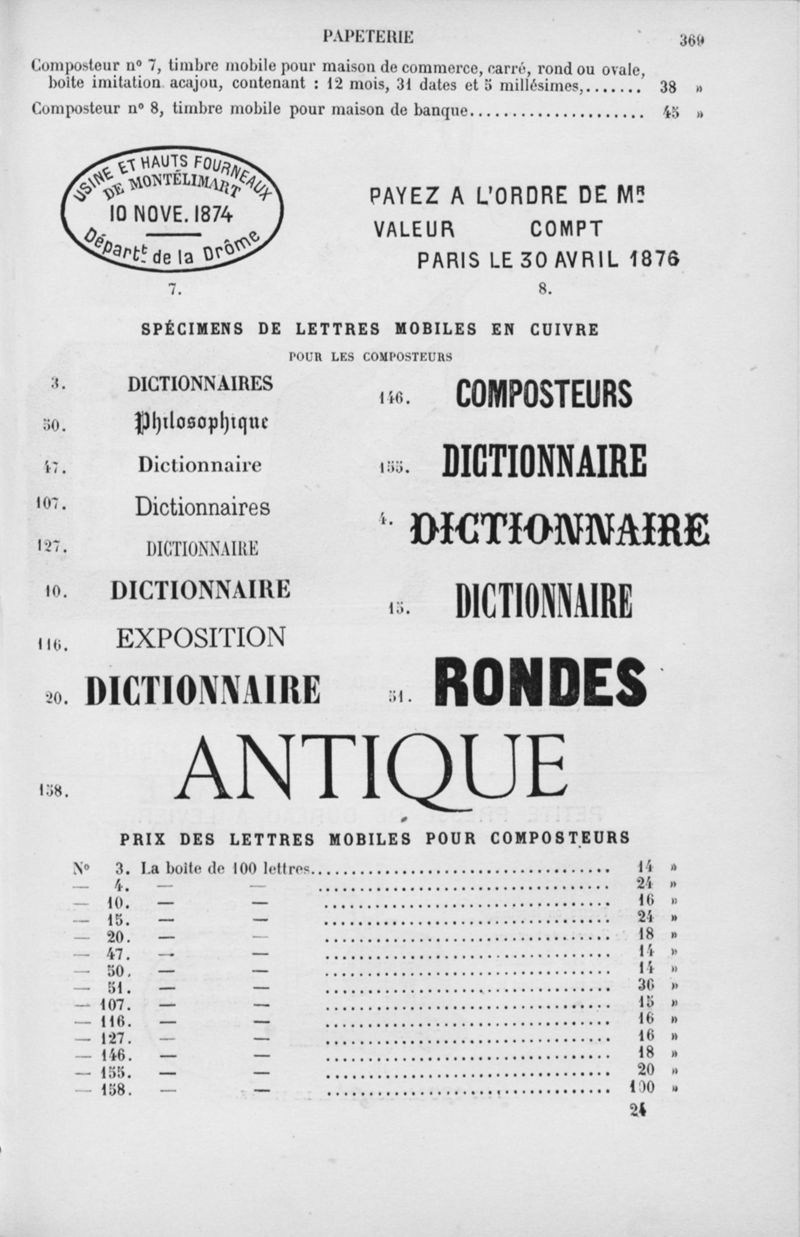 PAPETERIE 369
Composteur nº 7, timbre mobile pour maison de commerce, carré, rond ou ovale,
boite imitation acajou, contenant : 12 mois, 31 dates et 5 millésimes,....... 38 »
Composteur nº 8, timbre mobile pour maison de banque..................... 45 »
USINE ET HAUTS FOURNEAUX
DE MONTÉLIMART
10 NOVE. 1874
Départt. de la Drôme
7.
PAYEZ A L'ORDRE DE MR
VALEUR COMPT
PARIS LE 30 AVRIL 1876
8.
SPÉCIMENS DE LETTRES MOBILES EN CUIVRE
POUR LES COMPOSTEURS
3. DICTIONNAIRES
50. Philosophique
47. Dictionnaire
107. Dictionnaires
127. DICTIONNAIRE
10. DICTIONNAIRE
116. EXPOSITION
20. DICTIONNAIRE
146. COMPOSTEURS
155. DICTIONNAIRE
4. DICTIONNAIRE
15. DICTIONNAIRE
51. RONDES
158. ANTIQUE
PRIX DES LETTRES MOBILES POUR COMPOSTEURS
Nº 3. La boîte de 100 lettres................................... 14 »
— 4. — — ................................... 24 »
— 10. — — ................................... 16 »
— 15. — — ................................... 24 »
— 20. — — ................................... 18 »
— 47. — — ................................... 14 »
— 50. — — ................................... 14 »
— 51. — — ................................... 36 »
— 107. — — ................................... 15 »
— 116. — — ................................... 16 »
— 127. — — ................................... 16 »
— 146. — — ................................... 18 »
— 155. — — ................................... 20 »
— 158. — — ................................... 100 »
24